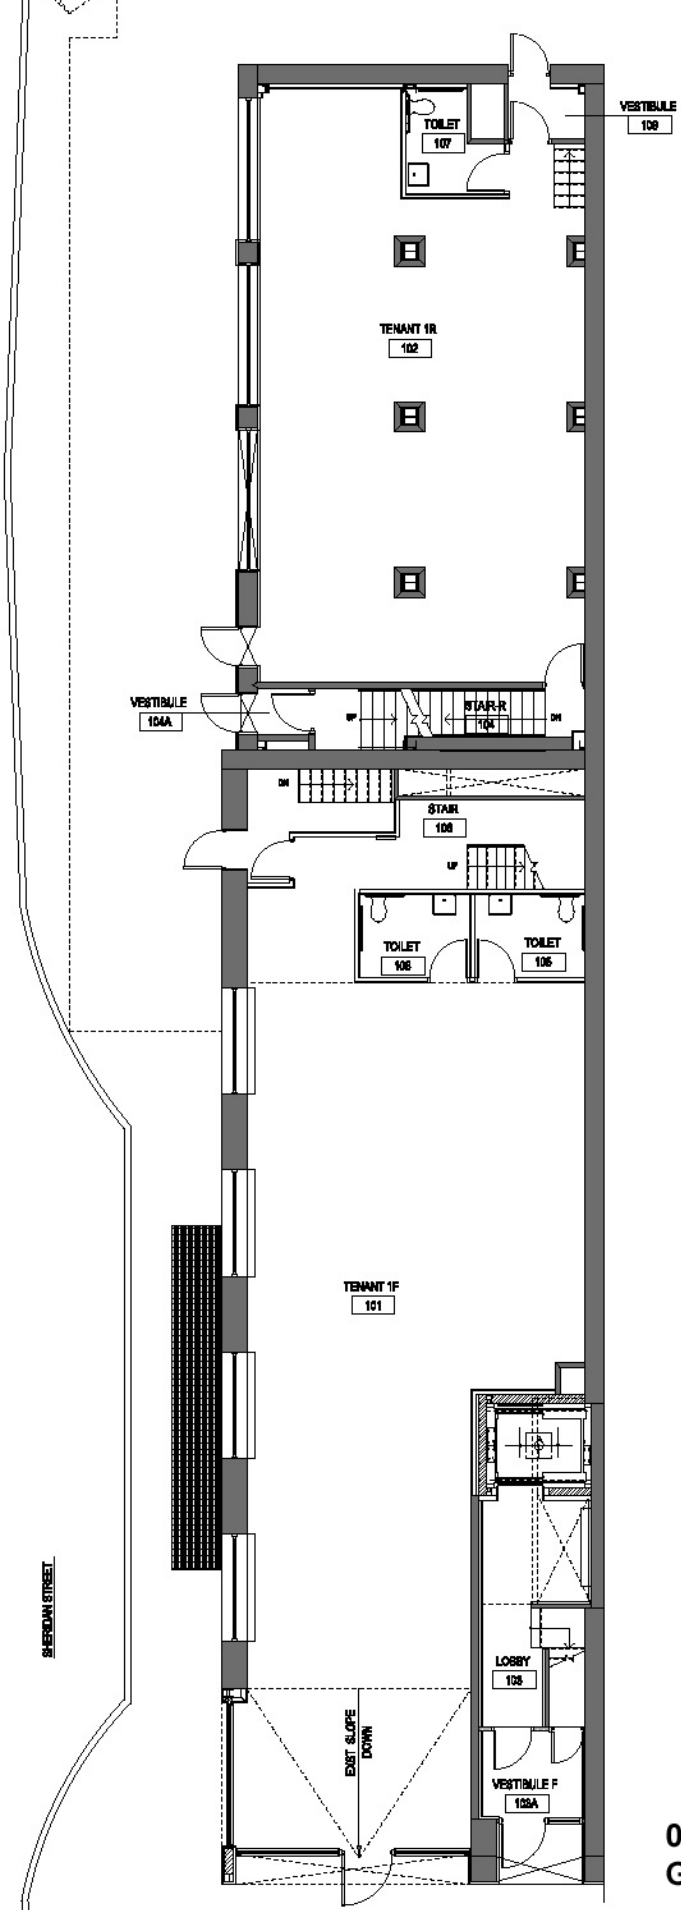 TOILET
107
VESTIBULE
109
TENANT 1R
102
VESTIBULE
104A
UP
STAIR-R
104
DN
DN
STAIR
108
UP
TOILET
106
TOILET
105
TENANT 1F
101
SHERIDAN STREET
LOBBY
103
EXIST SLOPE
DOWN
VESTIBULE F
103A
0
G